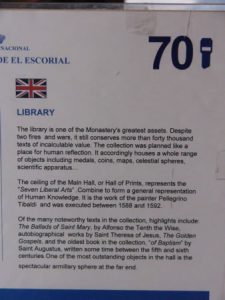 NACIONAL
DE EL ESCORIAL
70
LIBRARY
The library is one of the Monastery's greatest assets. Despite
two fires and wars, it still conserves more than forty thousand
texts of incalculable value. The collection was planned like a
place for human reflection. It accordingly houses a whole range
of objects including medals, coins, maps, celestial spheres,
scientific apparatus...
The ceiling of the Main Hall, or Hall of Prints, represents the
"Seven Liberal Arts" .Combine to form a general representation
of Human Knowledge. It is the work of the painter Pellegrino
Tibaldi and was executed between 1588 and 1592.
Of the many noteworthy texts in the collection, highlights include:
The Ballads of Saint Mary, by Alfonso the Tenth the Wise,
autobiographical works by Saint Theresa of Jesus, The Golden
Gospels, and the oldest book in the collection, "of Baptism" by
Saint Augustus, written some time between the fifth and sixth
centuries One of the most outstanding objects in the hall is the
spectacular armillary sphere at the far end.